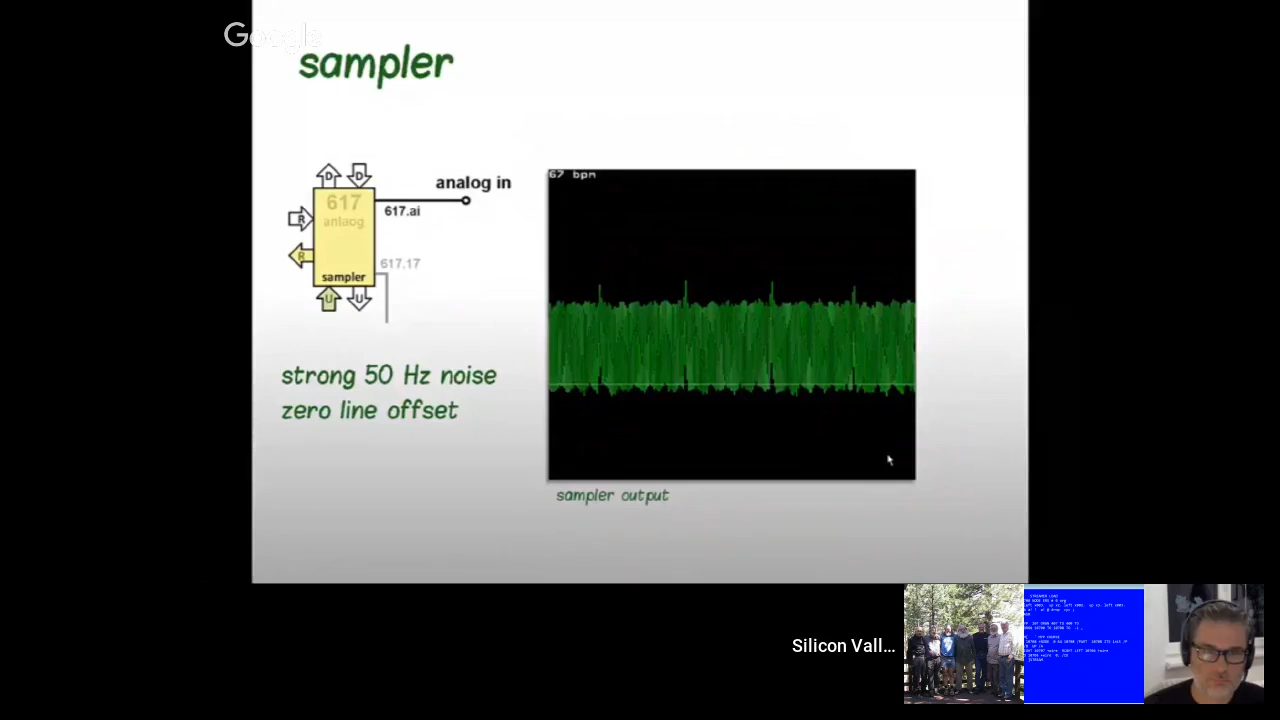 Google
sampler
D D
analog in
617
617.ai
anlaog
R
617.17
R
sampler
U U
strong 50 Hz noise
zero line offset
67 bpm
sampler output
Silicon Vall...